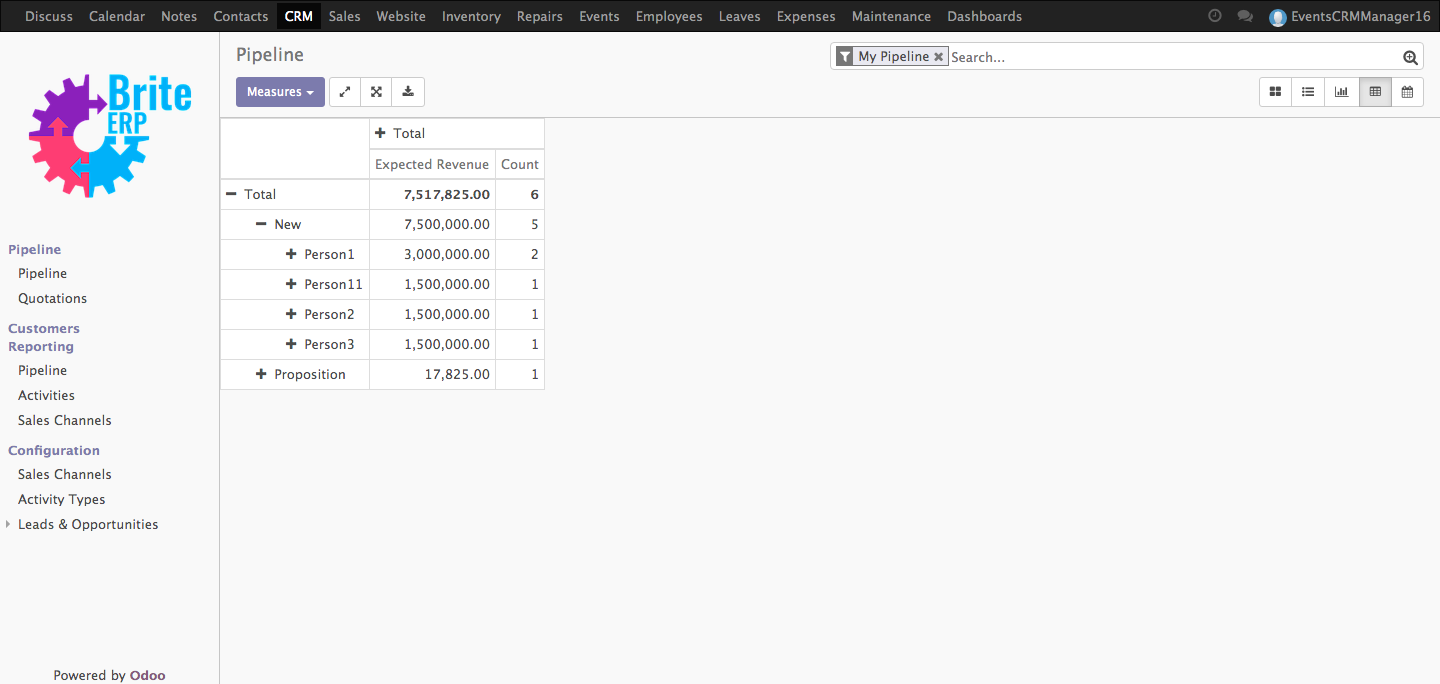 Discuss Calendar Notes Contacts CRM Sales Website Inventory Repairs Events Employees Leaves Expenses Maintenance Dashboards EventsCRMManager16
Brite
ERP
Pipeline
Pipeline
Quotations
Customers
Reporting
Pipeline
Activities
Sales Channels
Configuration
Sales Channels
Activity Types
Leads & Opportunities
Powered by Odoo
Pipeline
My Pipeline Search...
Measures
Total
Expected Revenue Count
Total 7,517,825.00 6
New 7,500,000.00 5
Person1 3,000,000.00 2
Person11 1,500,000.00 1
Person2 1,500,000.00 1
Person3 1,500,000.00 1
Proposition 17,825.00 1